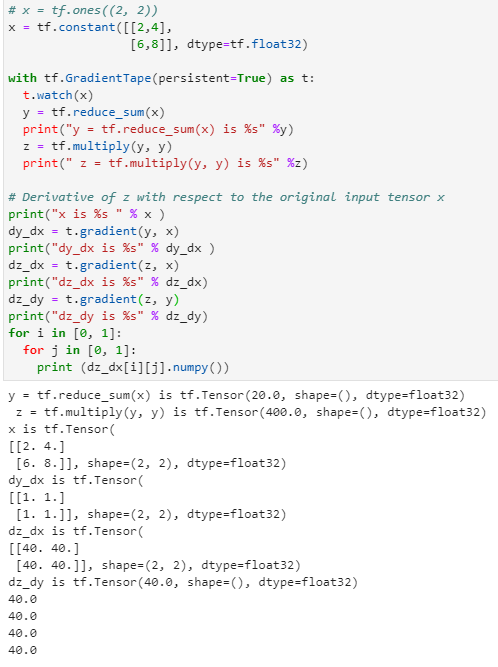 # x = tf.ones((2, 2))
x = tf.constant([[2,4],
                 [6,8]], dtype=tf.float32)

with tf.GradientTape(persistent=True) as t:
  t.watch(x)
  y = tf.reduce_sum(x)
  print("y = tf.reduce_sum(x) is %s" %y)
  z = tf.multiply(y, y)
  print(" z = tf.multiply(y, y) is %s" %z)

# Derivative of z with respect to the original input tensor x
print("x is %s " % x )
dy_dx = t.gradient(y, x)
print("dy_dx is %s" % dy_dx )
dz_dx = t.gradient(z, x)
print("dz_dx is %s" % dz_dx)
dz_dy = t.gradient(z, y)
print("dz_dy is %s" % dz_dy)
for i in [0, 1]:
  for j in [0, 1]:
    print (dz_dx[i][j].numpy())
y = tf.reduce_sum(x) is tf.Tensor(20.0, shape=(), dtype=float32)
 z = tf.multiply(y, y) is tf.Tensor(400.0, shape=(), dtype=float32)
x is tf.Tensor(
[[2. 4.]
 [6. 8.]], shape=(2, 2), dtype=float32)
dy_dx is tf.Tensor(
[[1. 1.]
 [1. 1.]], shape=(2, 2), dtype=float32)
dz_dx is tf.Tensor(
[[40. 40.]
 [40. 40.]], shape=(2, 2), dtype=float32)
dz_dy is tf.Tensor(40.0, shape=(), dtype=float32)
40.0
40.0
40.0
40.0